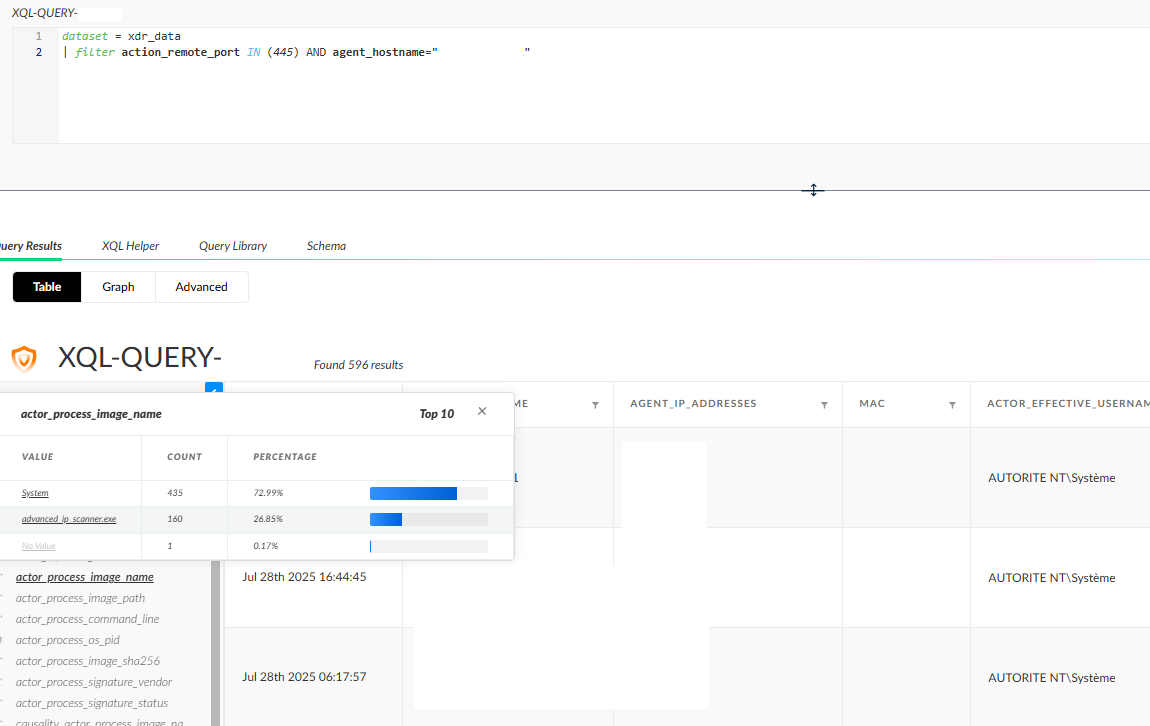 XQL-QUERY-
1 dataset = xdr_data
2 | filter action_remote_port IN (445) AND agent_hostname=" "
uery Results XQL Helper Query Library Schema
Table Graph Advanced
XQL-QUERY- Found 596 results
actor_process_image_name Top 10 ×
ME AGENT_IP_ADDRESSES MAC ACTOR_EFFECTIVE_USERNAM
VALUE COUNT PERCENTAGE
System 435 72.99%
advanced_ip_scanner.exe 160 26.85%
No Value 1 0.17%
1 AUTORITE NT\Système
actor_process_image_name
actor_process_image_path
actor_process_command_line
actor_process_os_pid
actor_process_image_sha256
actor_process_signature_vendor
actor_process_signature_status
causality_actor_process_image_na
Jul 28th 2025 16:44:45 AUTORITE NT\Système
Jul 28th 2025 06:17:57 AUTORITE NT\Système